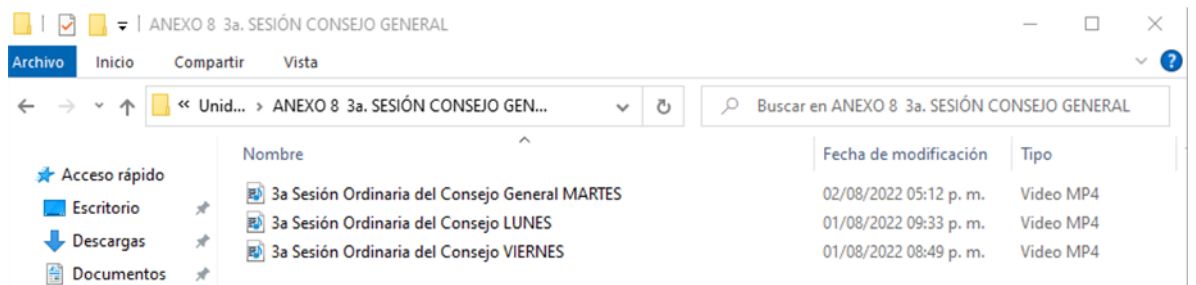 ANEXO 8 3a. SESIÓN CONSEJO GENERAL
Archivo Inicio Compartir Vista
« Unid... › ANEXO 8 3a. SESIÓN CONSEJO GEN... Buscar en ANEXO 8 3a. SESIÓN CONSEJO GENERAL
Nombre Fecha de modificación Tipo
Acceso rápido
3a Sesión Ordinaria del Consejo General MARTES 02/08/2022 05:12 p. m. Video MP4
Escritorio
3a Sesión Ordinaria del Consejo LUNES 01/08/2022 09:33 p. m. Video MP4
Descargas
3a Sesión Ordinaria del Consejo VIERNES 01/08/2022 08:49 p. m. Video MP4
Documentos